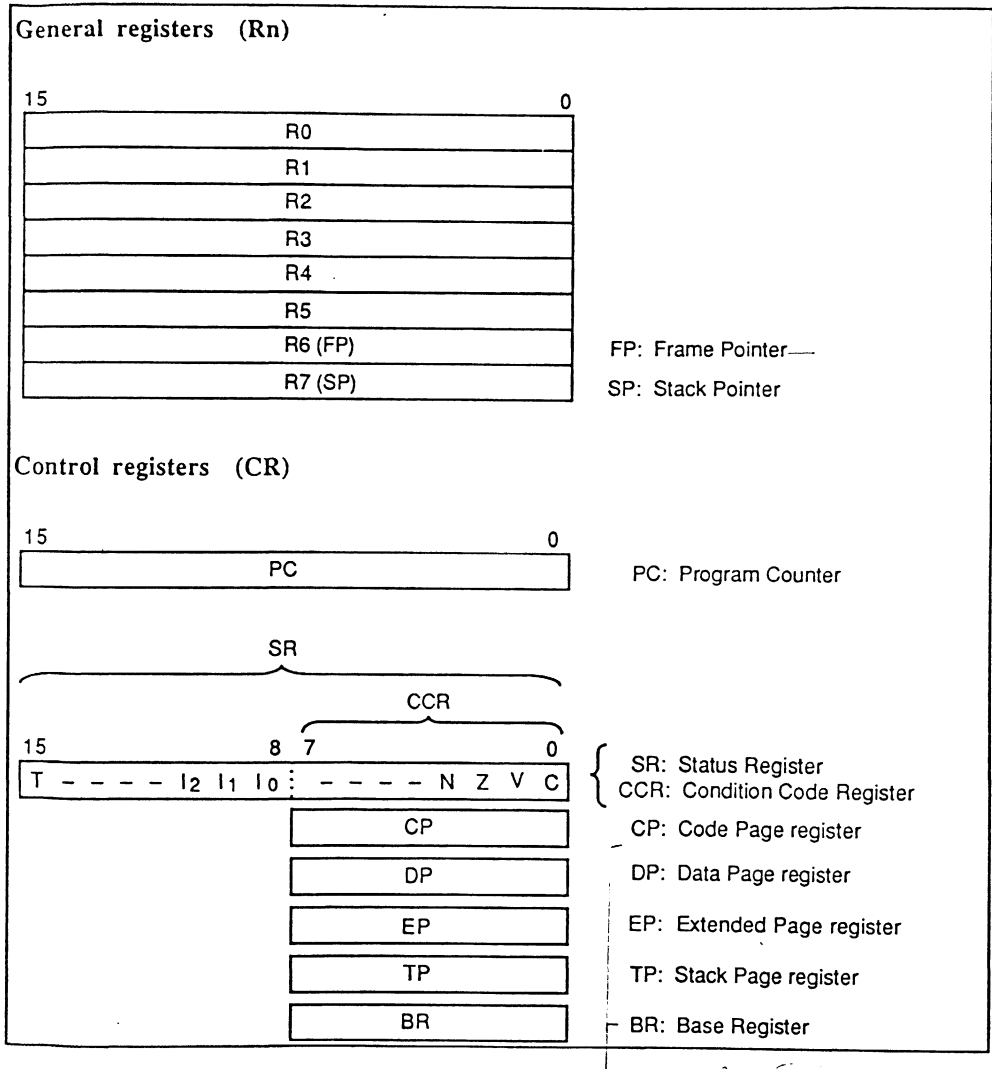 General registers (Rn)
15 0
R0
R1
R2
R3
R4
R5
R6 (FP) FP: Frame Pointer
R7 (SP) SP: Stack Pointer
Control registers (CR)
15 0
PC PC: Program Counter
SR
CCR
15 8 7 0
T - - - - I2 I1 I0 - - - - N Z V C
SR: Status Register
CCR: Condition Code Register
CP CP: Code Page register
DP DP: Data Page register
EP EP: Extended Page register
TP TP: Stack Page register
BR BR: Base Register